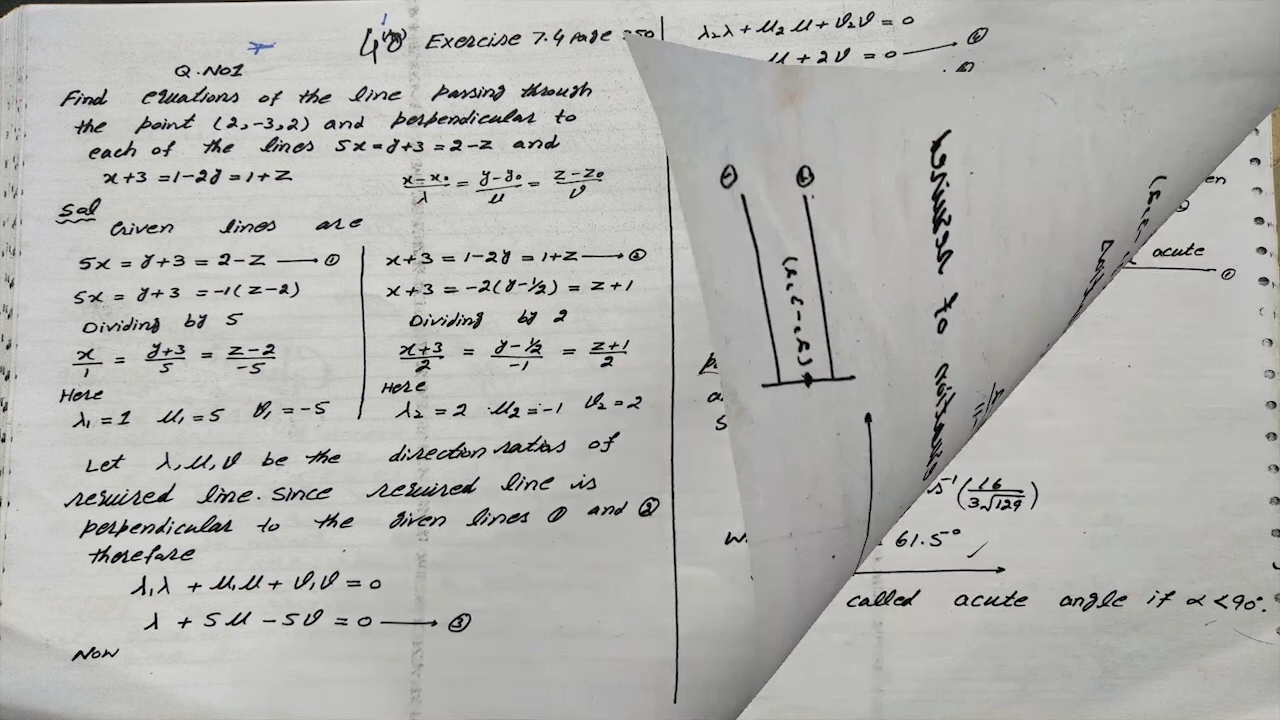 Exercise 7.4 page
Q.No1
Find equations of the line passing through
the point (2,-3,2) and perpendicular to
each of the lines 5x=y+3=2-z and
x+3=1-2y=1+z
(x-x₀)/λ = (y-y₀)/μ = (z-z₀)/ν
Sol
Given lines are
5x = y+3 = 2-z → ①
5x = y+3 = -1(z-2)
Dividing by 5
x/1 = (y+3)/5 = (z-2)/-5
Here
λ₁=1 μ₁=5 ν₁=-5
x+3 = 1-2y = 1+z → ②
x+3 = -2(y-1/2) = z+1
Dividing by 2
(x+3)/2 = (y-1/2)/-1 = (z+1)/2
Here
λ₂=2 μ₂=-1 ν₂=2
Let λ,μ,ν be the direction ratios of
required line. Since required line is
perpendicular to the given lines ① and ②
therefore
λ₁λ + μ₁μ + ν₁ν = 0
λ + 5μ - 5ν = 0 → ③
Now
λ₂λ + μ₂μ + ν₂ν = 0
μ + 2ν = 0 → ④
acute
(16/(3√129))
61.5° ✓
called acute angle if α<90°.